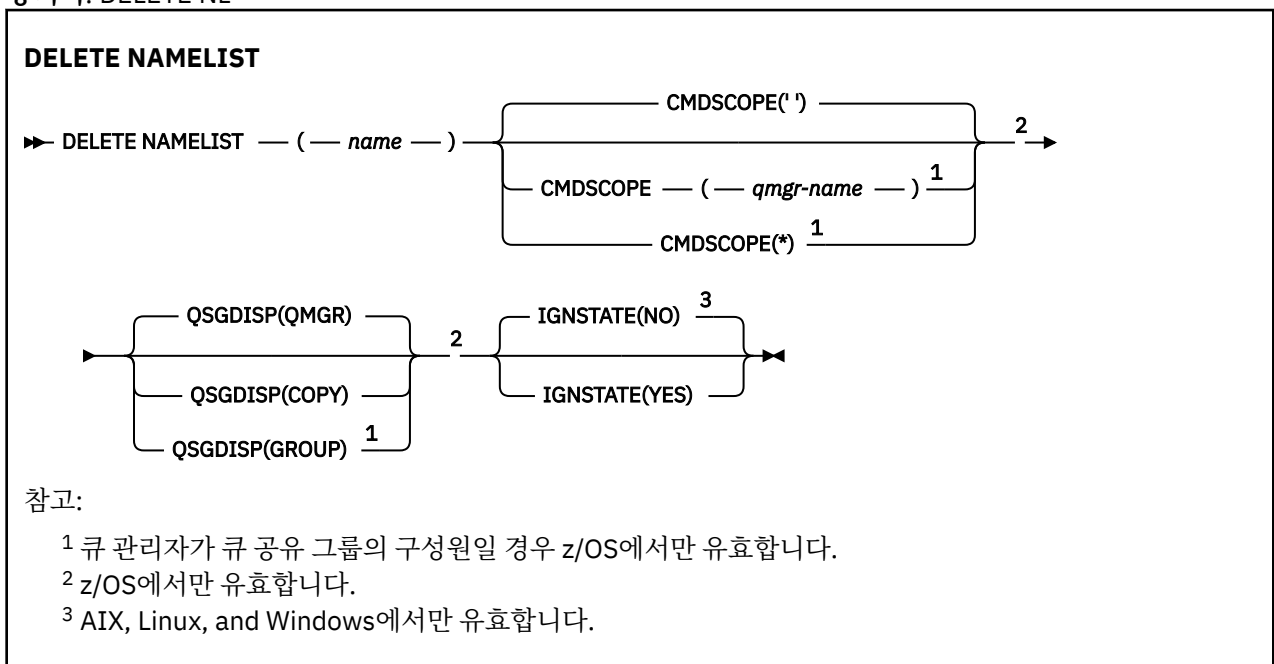 DELETE NAMELIST
CMDSCOPE(' ')
DELETE NAMELIST ( name ) 2
CMDSCOPE ( qmgr-name ) 1
CMDSCOPE(*) 1
QSGDISP(QMGR) IGNSTATE(NO) 3
2
QSGDISP(COPY) IGNSTATE(YES)
QSGDISP(GROUP) 1
참고:
1 큐 관리자가 큐 공유 그룹의 구성원일 경우 z/OS에서만 유효합니다.
2 z/OS에서만 유효합니다.
3 AIX, Linux, and Windows에서만 유효합니다.